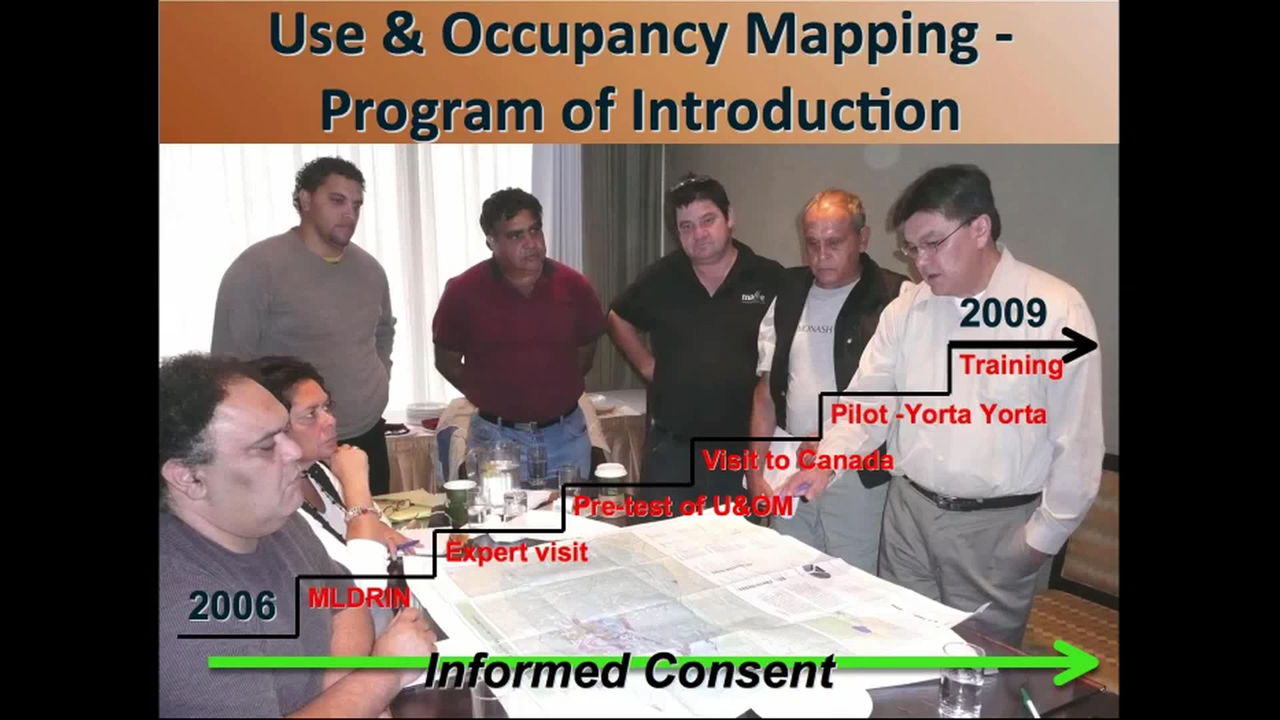 Use & Occupancy Mapping -
Program of Introduction
2009
Training
Pilot -Yorta Yorta
Visit to Canada
Pre-test of U&OM
Expert visit
MLDRIN
2006
Informed Consent
MONASH